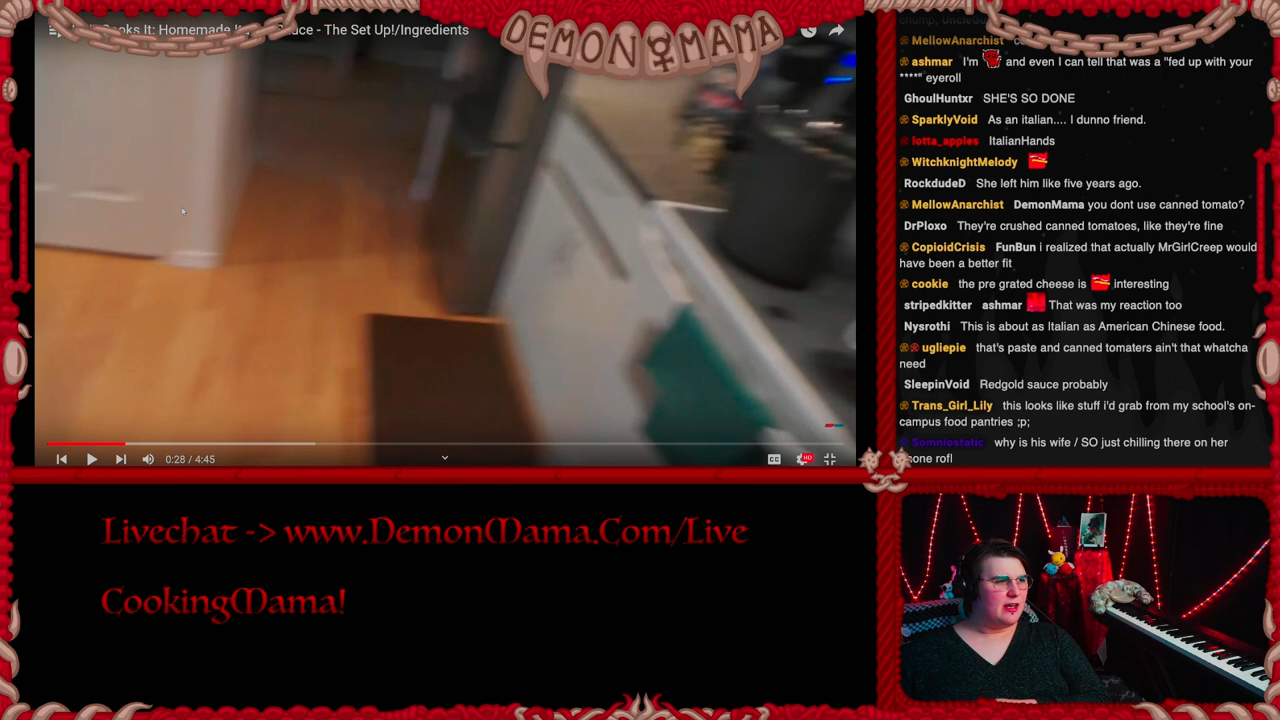 ooks It: Homemade It
uce - The Set Up!/Ingredients
DEMON MAMA
0:28 / 4:45
CC
HD
MellowAnarchist
ashmar I'm and even I can tell that was a "fed up with your
****" eyeroll
GhoulHuntxr SHE'S SO DONE
SparklyVoid As an italian.... I dunno friend.
lotta_apples ItalianHands
WitchknightMelody
RockdudeD She left him like five years ago.
MellowAnarchist DemonMama you dont use canned tomato?
DrPloxo They're crushed canned tomatoes, like they're fine
CopioidCrisis FunBun i realized that actually MrGirlCreep would
have been a better fit
cookie the pre grated cheese is interesting
stripedkitter ashmar That was my reaction too
Nysrothi This is about as Italian as American Chinese food.
ugliepie that's paste and canned tomaters ain't that whatcha
need
SleepinVoid Redgold sauce probably
Trans_Girl_Lily this looks like stuff i'd grab from my school's on-
campus food pantries ;p;
Somniostatic why is his wife / SO just chilling there on her
one rofl
Livechat -> www.DemonMama.Com/Live
CookingMama!